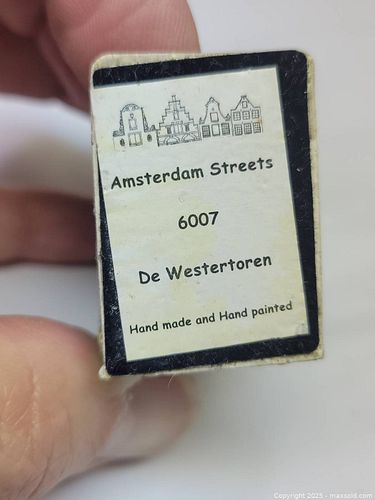 Amsterdam Streets
6007
De Westertoren
Hand made and Hand painted
Copyright 2025 - maxsold.com